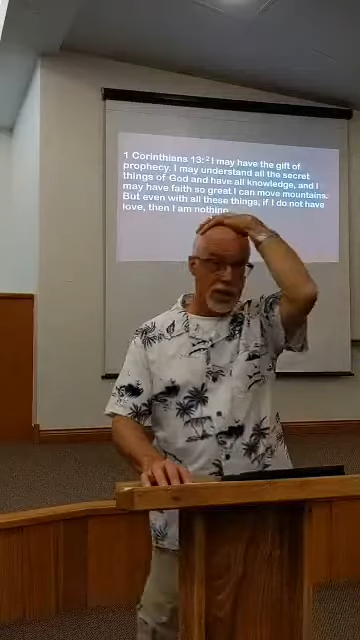 1 Corinthians 13:2 I may have the gift of
prophecy. I may understand all the secret
things of God and have all knowledge, and I
may have faith so great I can move mountains.
But even with all these things, if I do not have
love, then I am nothing.